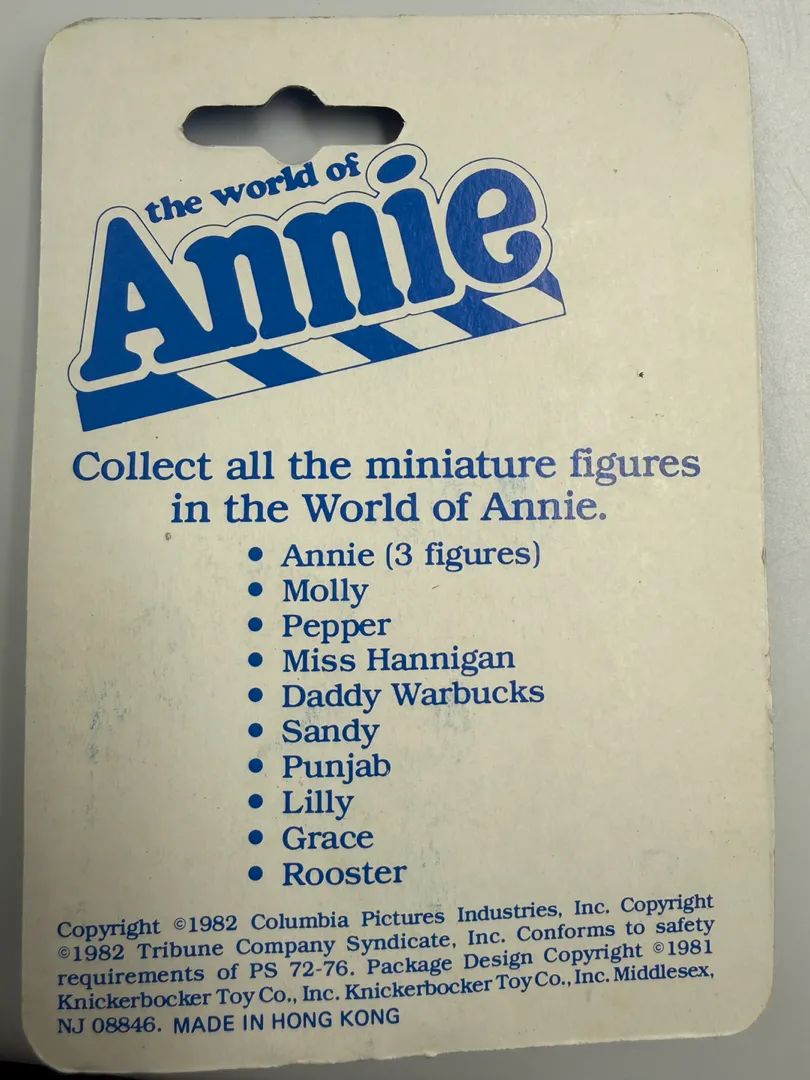 the world of
Annie
Collect all the miniature figures
in the World of Annie.
• Annie (3 figures)
• Molly
• Pepper
• Miss Hannigan
• Daddy Warbucks
• Sandy
• Punjab
• Lilly
• Grace
• Rooster
Copyright ©1982 Columbia Pictures Industries, Inc. Copyright
©1982 Tribune Company Syndicate, Inc. Conforms to safety
requirements of PS 72-76. Package Design Copyright ©1981
Knickerbocker Toy Co., Inc. Knickerbocker Toy Co., Inc. Middlesex,
NJ 08846. MADE IN HONG KONG